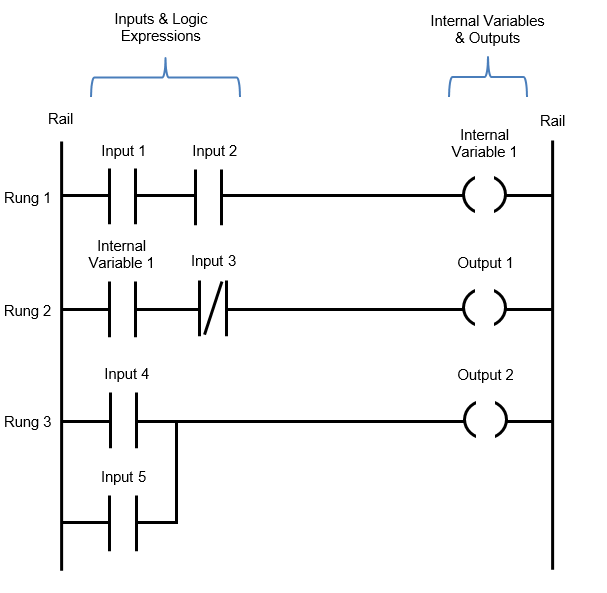 Inputs & Logic
Expressions
Internal Variables
& Outputs
Rail
Rail
Input 1
Input 2
Internal
Variable 1
Rung 1
Internal
Variable 1
Input 3
Output 1
Rung 2
Input 4
Output 2
Rung 3
Input 5